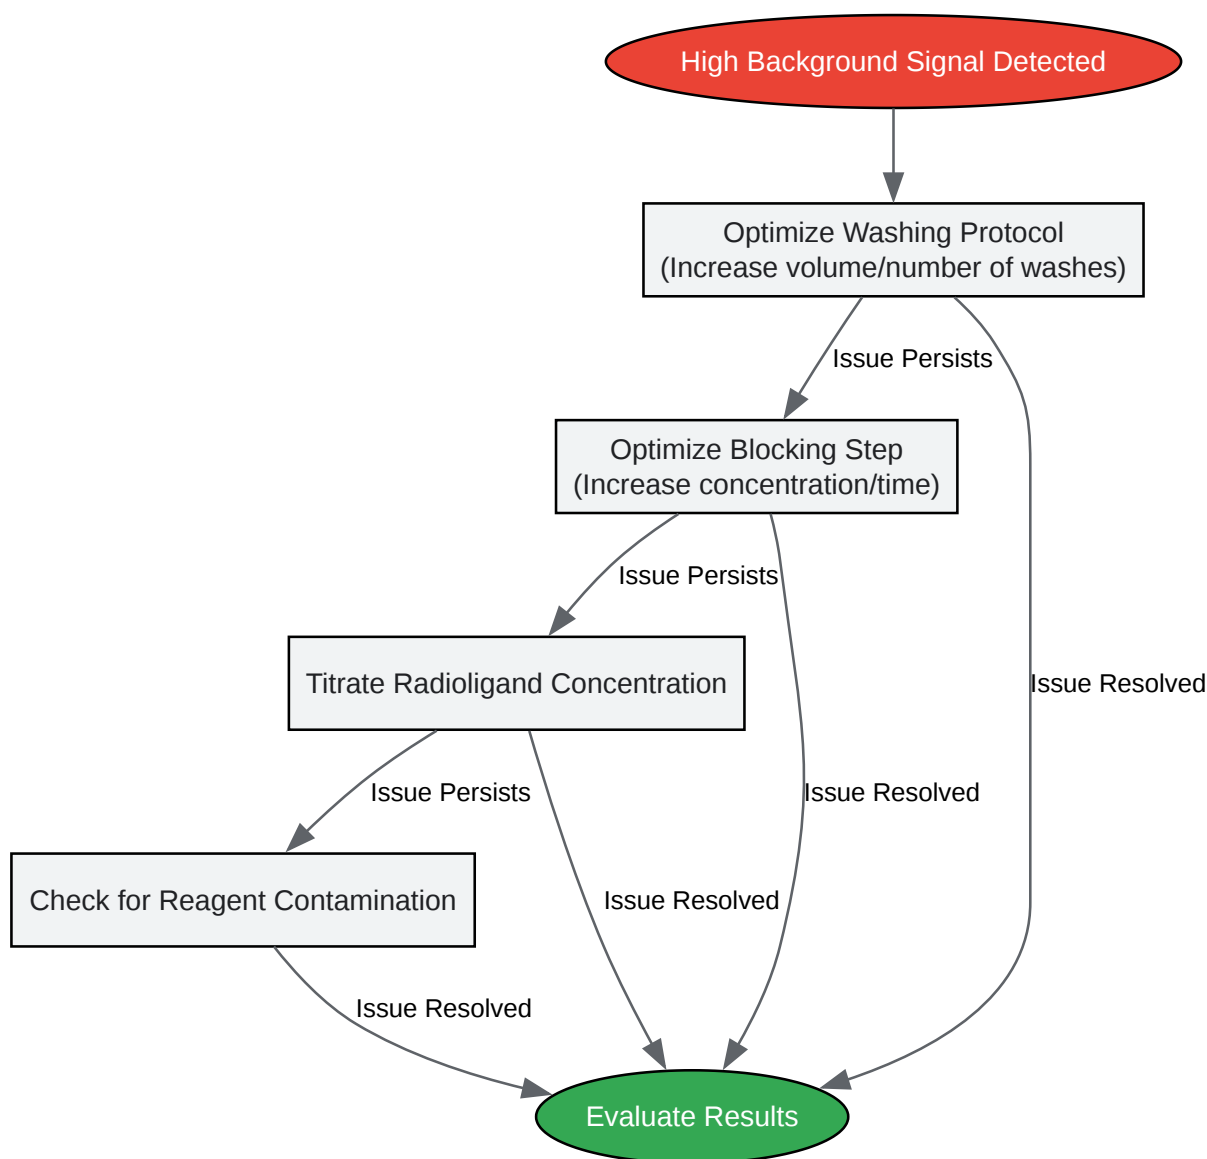 High Background Signal Detected
Optimize Washing Protocol
(Increase volume/number of washes)
Issue Persists
Optimize Blocking Step
(Increase concentration/time)
Issue Persists
Titrate Radioligand Concentration
Issue Resolved
Issue Persists
Issue Resolved
Check for Reagent Contamination
Issue Resolved
Issue Resolved
Evaluate Results